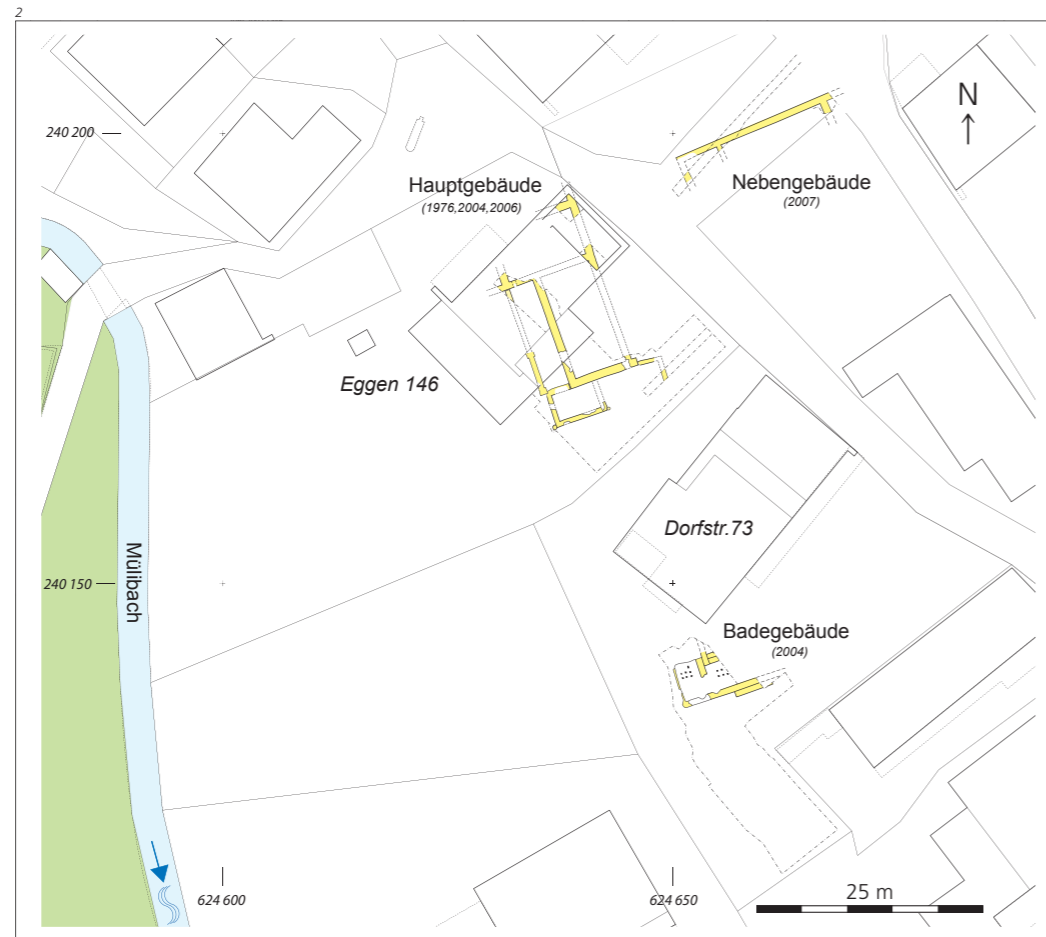 2
240 200
N
Hauptgebäude
(1976,2004,2006)
Nebengebäude
(2007)
Eggen 146
Dorfstr.73
Mülibach
240 150
Badegebäude
(2004)
624 600
624 650
25 m